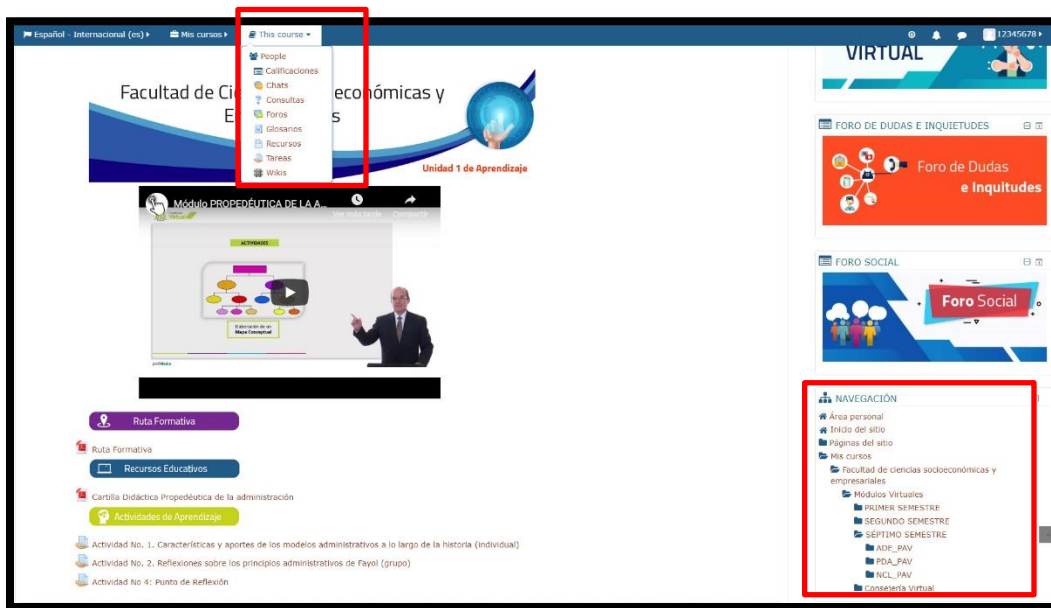 Español - Internacional (es)
Mis cursos
This course
12345678
People
Calificaciones
Chats
Consultas
Foros
Glosarios
Recursos
Tareas
Wikis
Facultad de Ci económicas y
E s
Unidad 1 de Aprendizaje
Módulo PROPEDÉUTICA DE LA A...
Ver más tarde
Compartir
ACTIVIDADES
Elaboración de un
Mapa Conceptual
Ruta Formativa
Ruta Formativa
Recursos Educativos
Cartilla Didáctica Propedéutica de la administración
Actividades de Aprendizaje
Actividad No. 1. Características y aportes de los modelos administrativos a lo largo de la historia (individual)
Actividad No. 2. Reflexiones sobre los principios administrativos de Fayol (grupo)
Actividad No 4: Punto de Reflexión
VIRTUAL
FORO DE DUDAS E INQUIETUDES
Foro de Dudas
e Inquitudes
FORO SOCIAL
Foro Social
NAVEGACIÓN
Área personal
Inicio del sitio
Páginas del sitio
Mis cursos
Facultad de ciencias socioeconómicas y
empresariales
Módulos Virtuales
PRIMER SEMESTRE
SEGUNDO SEMESTRE
SÉPTIMO SEMESTRE
ADE_PAV
PDA_PAV
NCL_PAV
Consejería Virtual